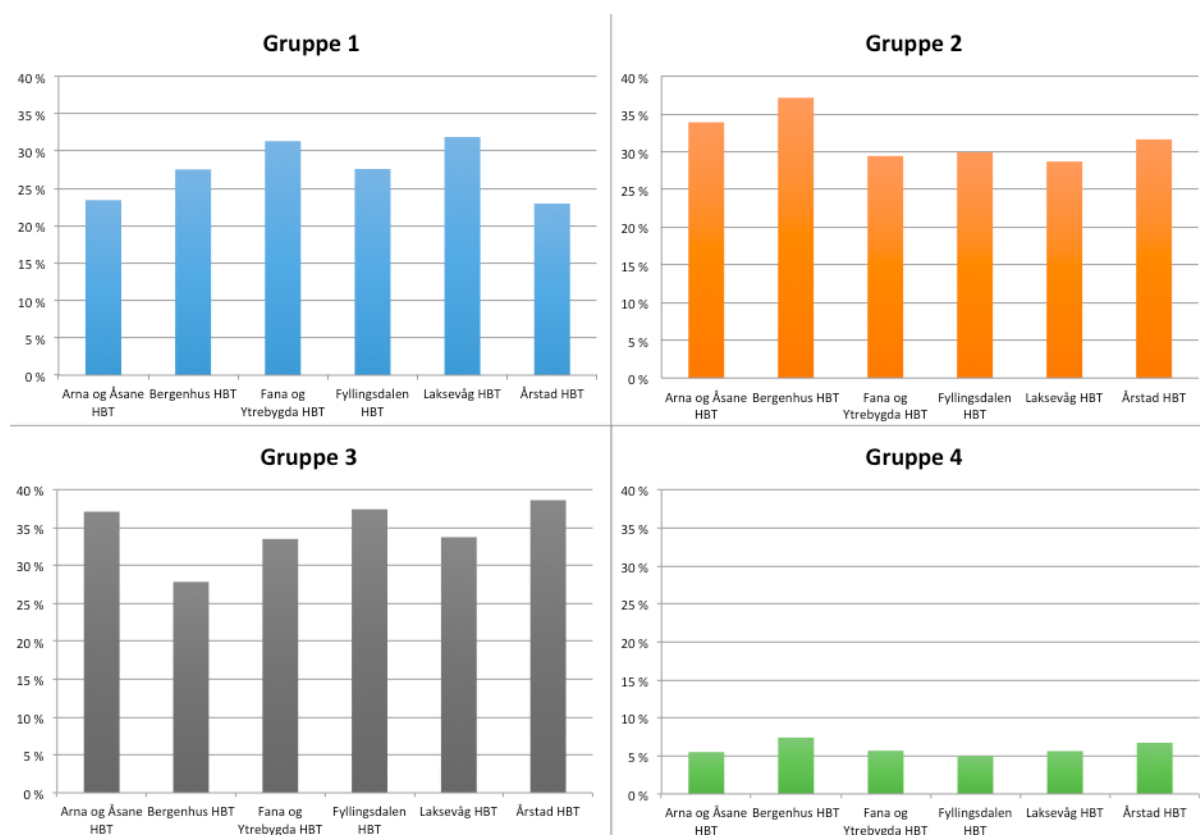 Gruppe 1
40 %
35 %
30 %
25 %
20 %
15 %
10 %
5 %
0 %
Arna og Åsane HBT
Bergenhus HBT
Fana og Ytrebygda HBT
Fyllingsdalen HBT
Laksevåg HBT
Årstad HBT
Gruppe 2
40 %
35 %
30 %
25 %
20 %
15 %
10 %
5 %
0 %
Arna og Åsane HBT
Bergenhus HBT
Fana og Ytrebygda HBT
Fyllingsdalen HBT
Laksevåg HBT
Årstad HBT
Gruppe 3
40 %
35 %
30 %
25 %
20 %
15 %
10 %
5 %
0 %
Arna og Åsane HBT
Bergenhus HBT
Fana og Ytrebygda HBT
Fyllingsdalen HBT
Laksevåg HBT
Årstad HBT
Gruppe 4
40 %
35 %
30 %
25 %
20 %
15 %
10 %
5 %
0 %
Arna og Åsane HBT
Bergenhus HBT
Fana og Ytrebygda HBT
Fyllingsdalen HBT
Laksevåg HBT
Årstad HBT